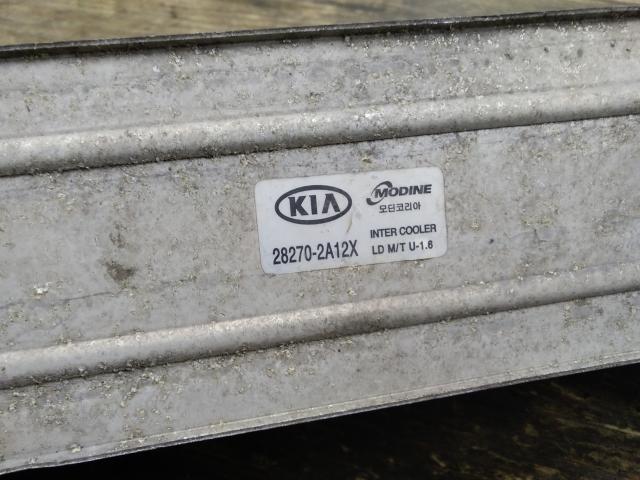 KIA
MODINE
모딘코리아
28270-2A12X
INTER COOLER
LD M/T U-1.6